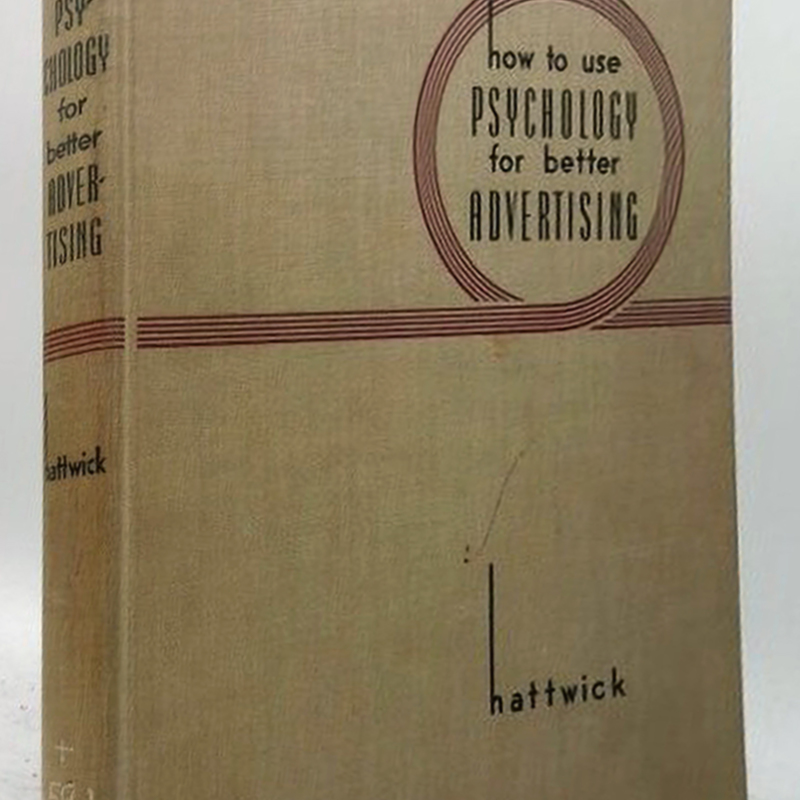 PSY-
CHOLOGY
for
better
ADVER-
TISING
hattwick
how to use
PSYCHOLOGY
for better
ADVERTISING
hattwick